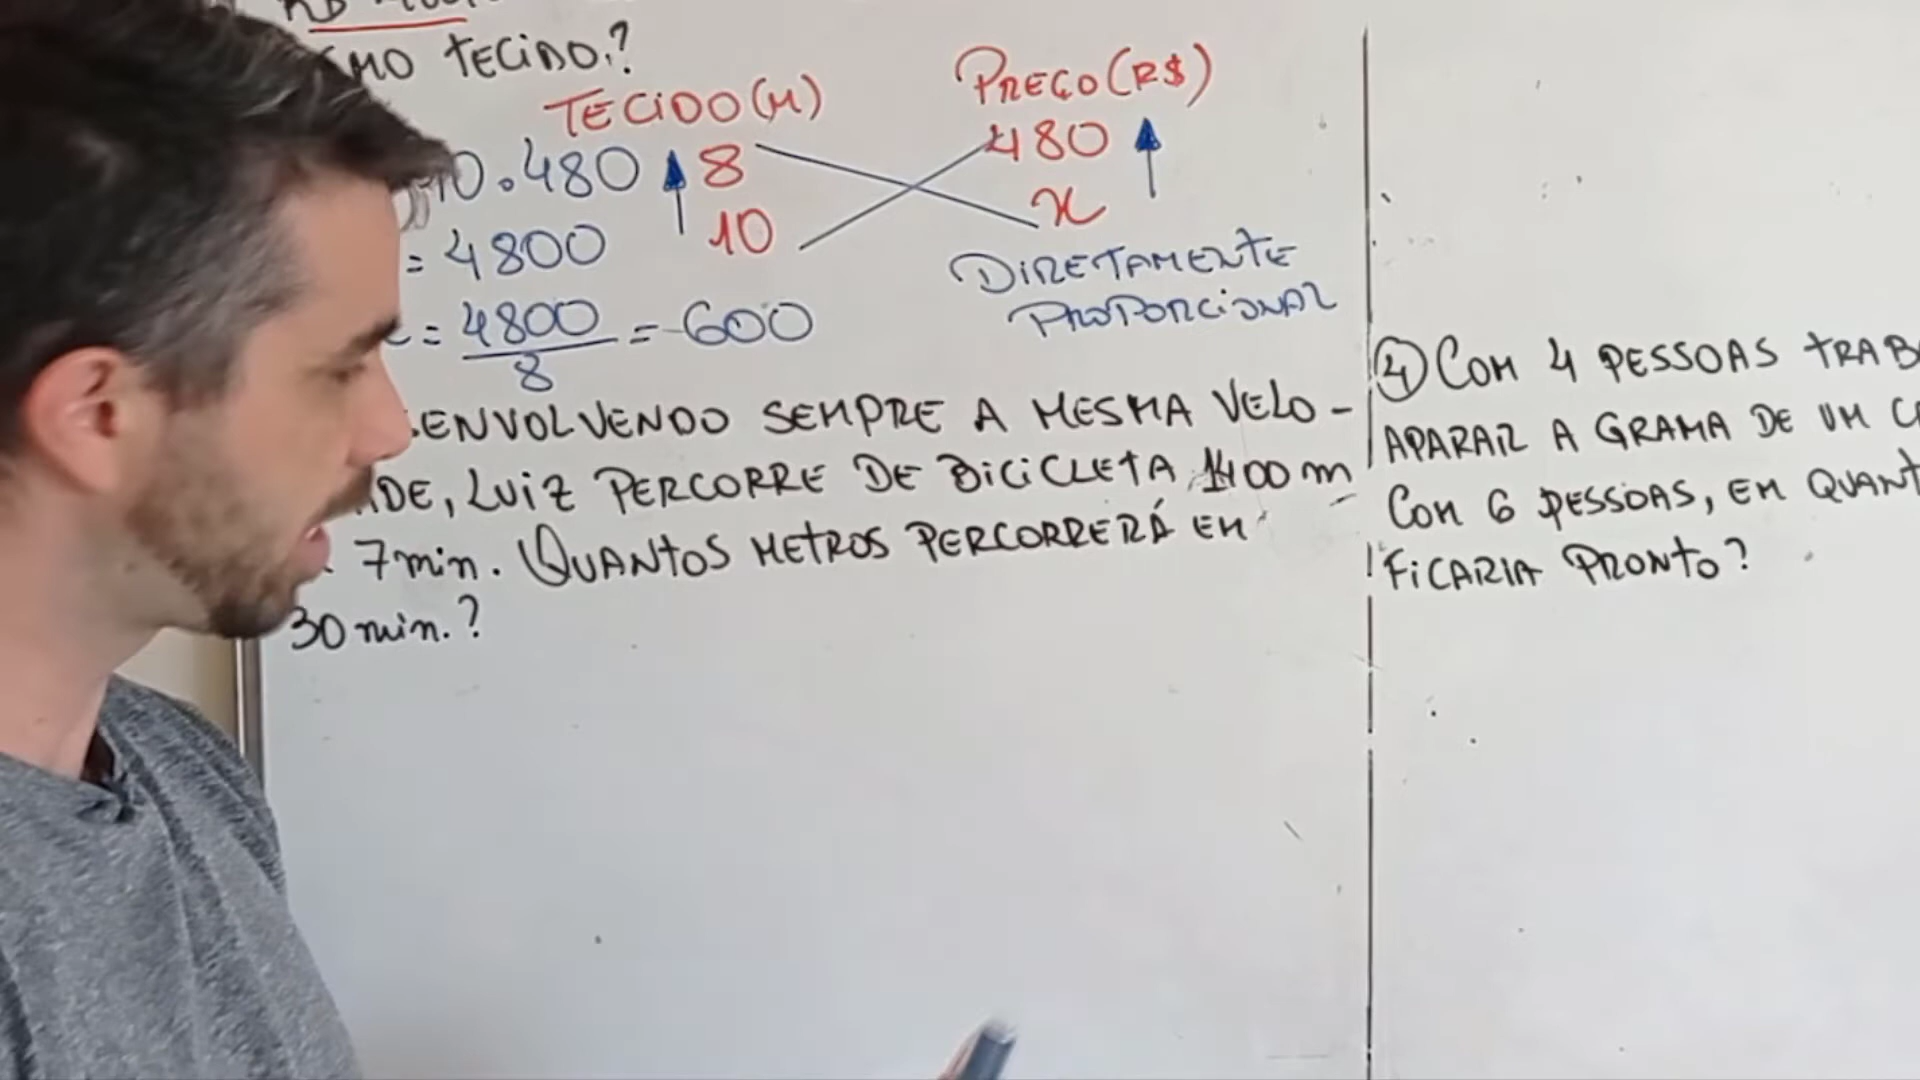 TECIDO?
TECIDO(M) PREÇO(R$)
10.480 8 480
= 4800 10 x
= 4800/8 = 600
DIRETAMENTE
PROPORCIONAL
ENVOLVENDO SEMPRE A MESMA VELO-
DE, LUIZ PERCORRE DE BICICLETA 1400 m
7 min. QUANTOS METROS PERCORRERÁ EM
30 min.?
4 COM 4 PESSOAS TRAB
APARAR A GRAMA DE UM
COM 6 PESSOAS, EM QUANT
FICARIA PRONTO?